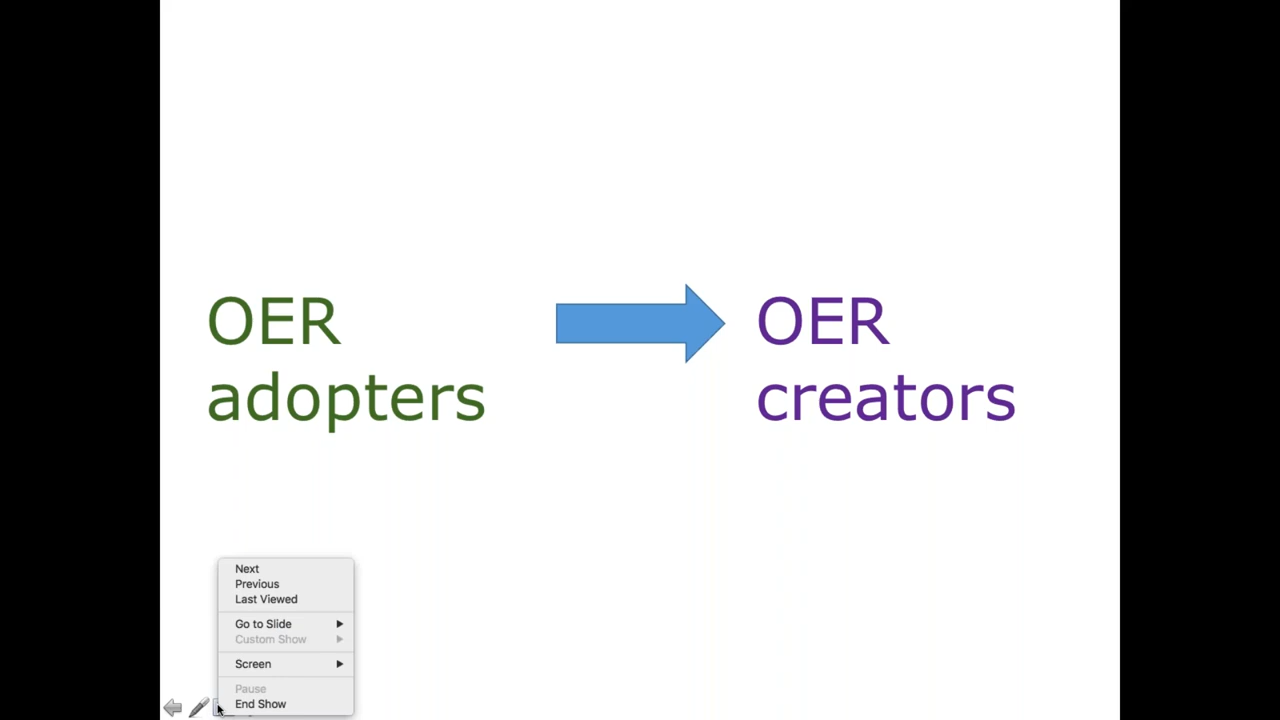 OER
adopters
OER
creators
Next
Previous
Last Viewed
Go to Slide
Custom Show
Screen
Pause
End Show